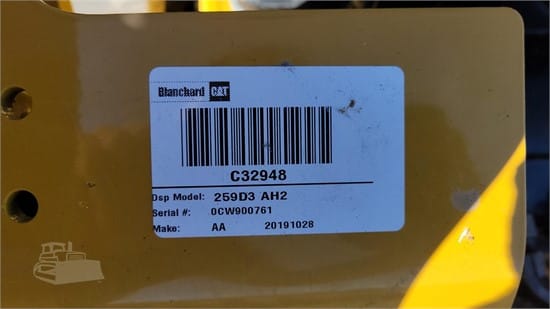 Blanchard CAT
C32948
Dsp Model: 259D3 AH2
Serial #: 0CW900761
Make: AA 20191028